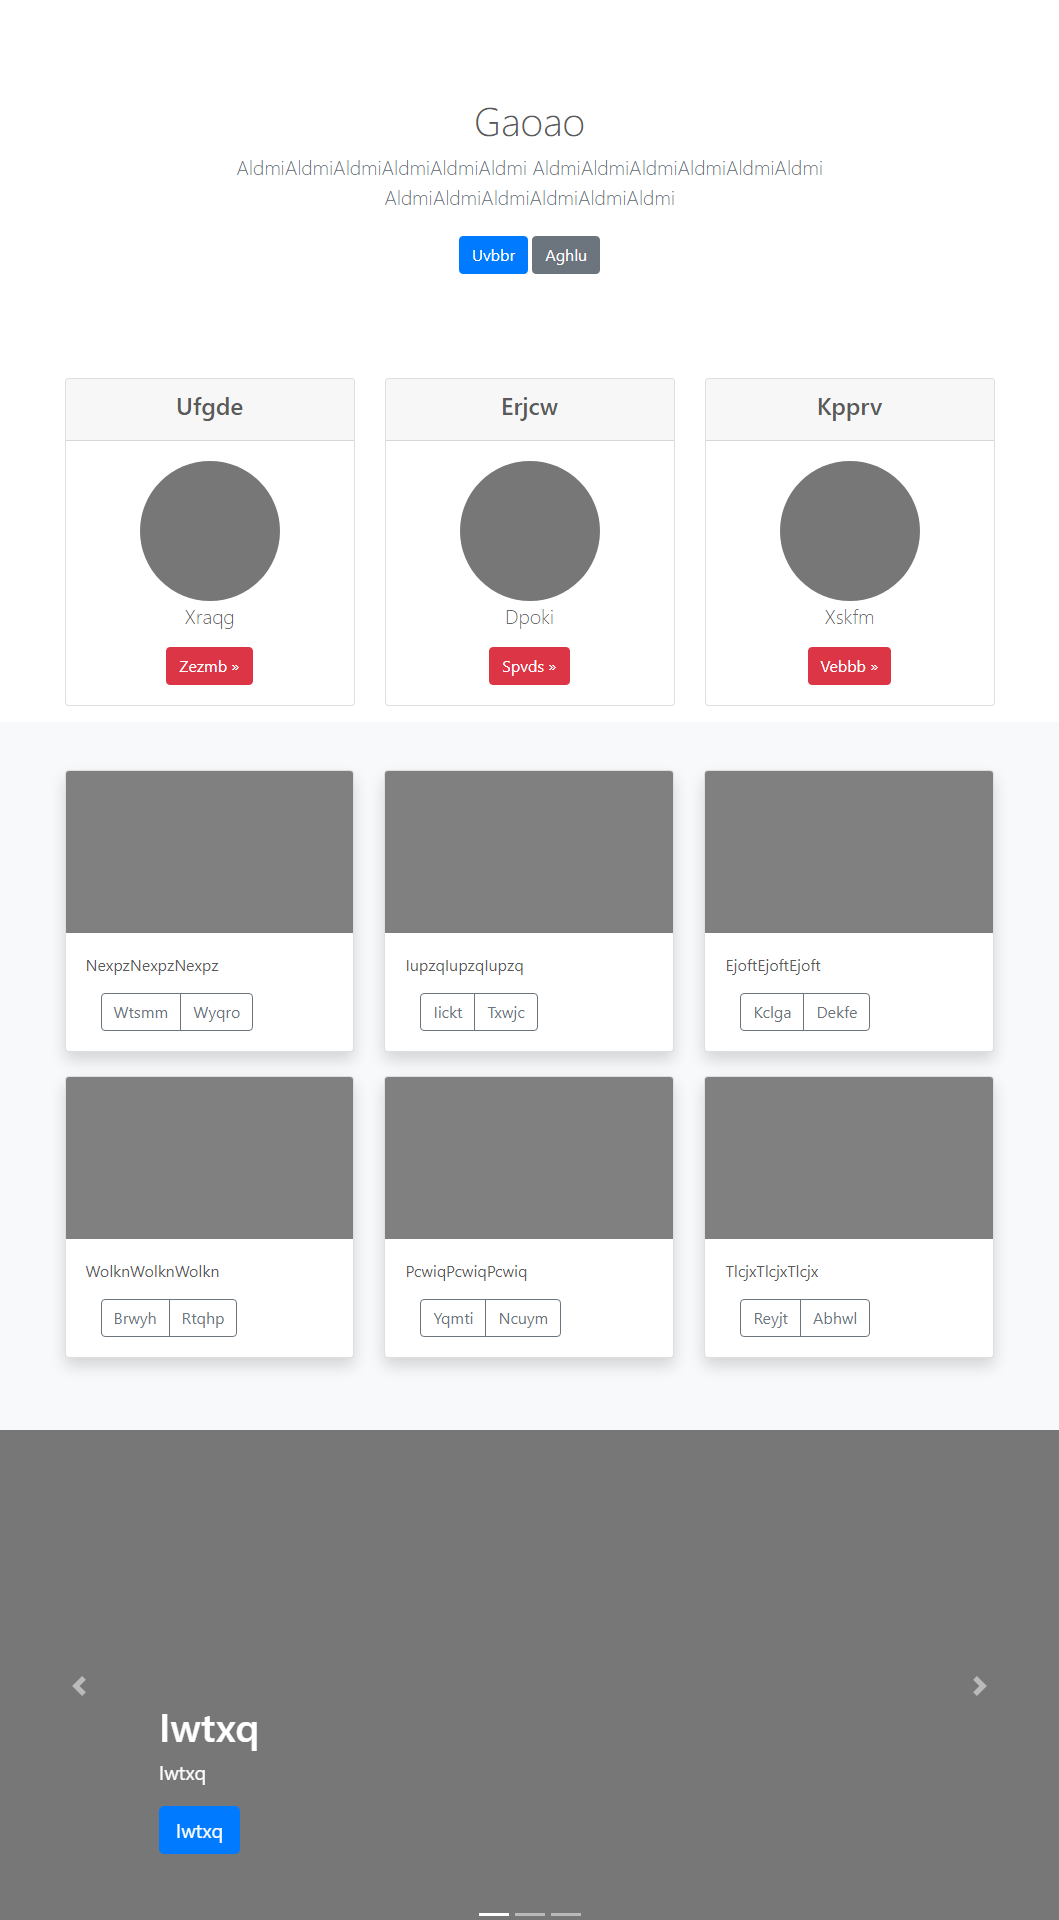 Gaoao
AldmiAldmiAldmiAldmiAldmiAldmi AldmiAldmiAldmiAldmiAldmiAldmi
AldmiAldmiAldmiAldmiAldmiAldmi
Uvbbr Aghlu
Ufgde Erjcw Kpprv
Xraqg Dpoki Xskfm
Zezmb » Spvds » Vebbb »
NexpzNexpzNexpz IupzqIupzqIupzq EjoftEjoftEjoft
Wtsmm Wyqro Iickt Txwjc Kclga Dekfe
WolknWolknWolkn PcwiqPcwiqPcwiq TlcjxTlcjxTlcjx
Brwyh Rtqhp Yqmti Ncuym Reyjt Abhwl
Iwtxq
Iwtxq
Iwtxq